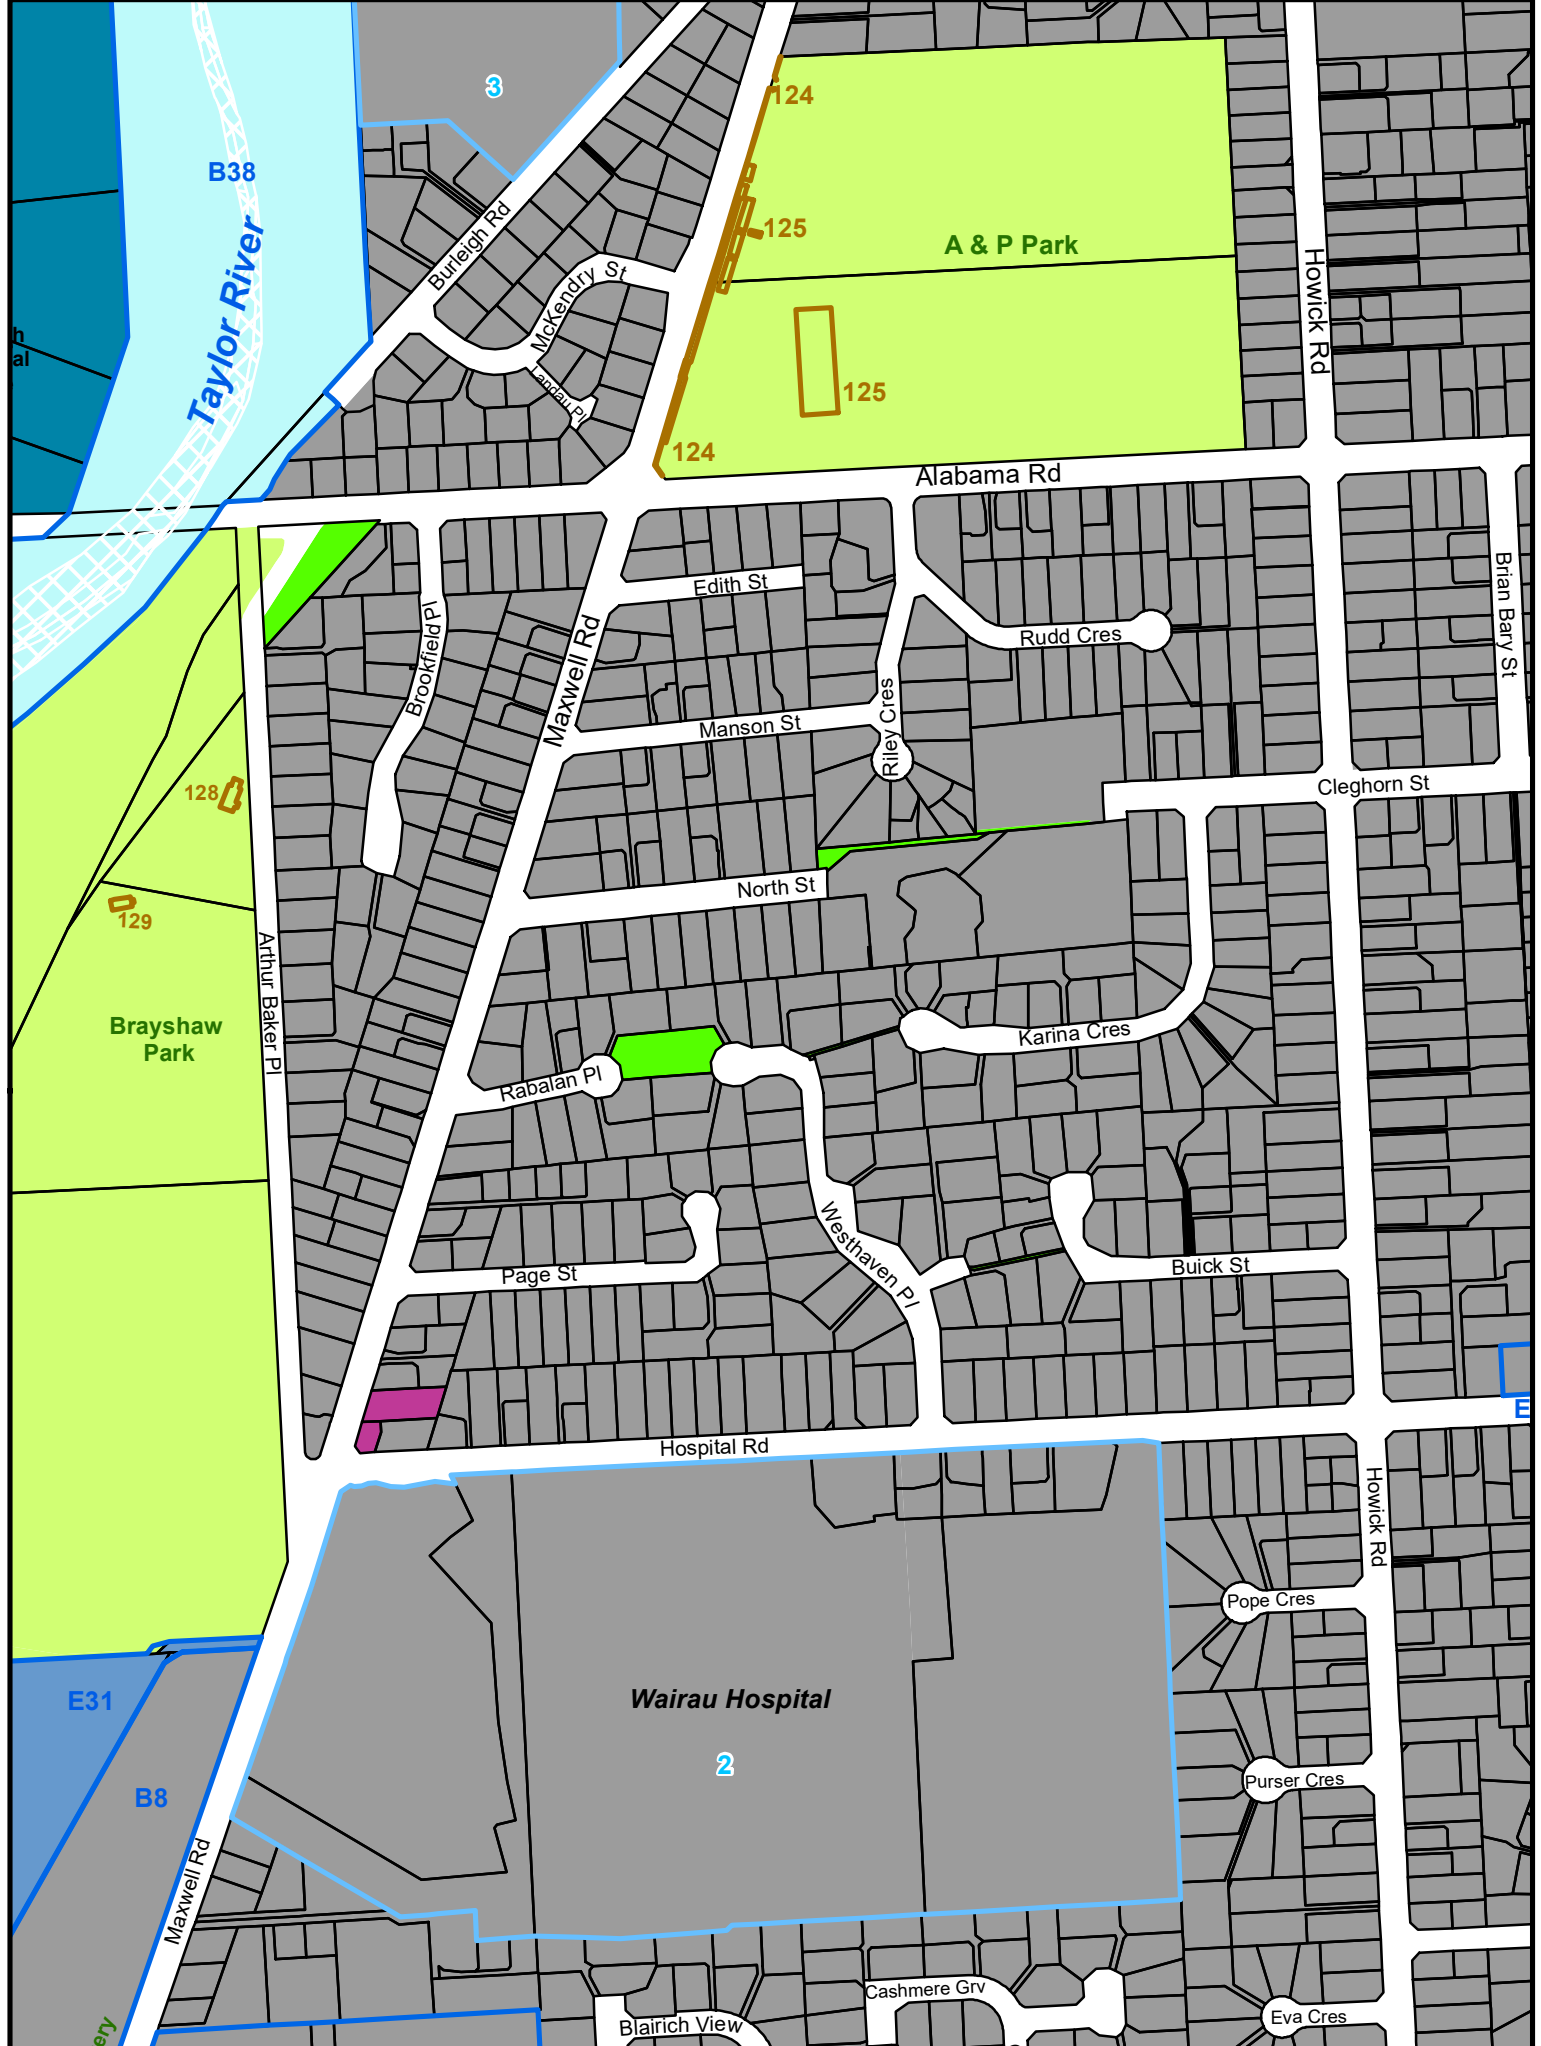 3
124
B38
Taylor River
Burleigh Rd
125
A & P Park
McKendry St
Howick Rd
h
al
Landau Pl
125
124
Alabama Rd
Edith St
Brookfield Pl
Maxwell Rd
Rudd Cres
Brian Bary St
Riley Cres
Manson St
Cleghorn St
128
North St
129
Arthur Baker Pl
Brayshaw
Park
Karina Cres
Rabalan Pl
Westhaven Pl
Page St
Buick St
E
Hospital Rd
Howick Rd
Pope Cres
Wairau Hospital
E31
2
Purser Cres
B8
Maxwell Rd
Cashmere Grv
Blairich View
Eva Cres
ery